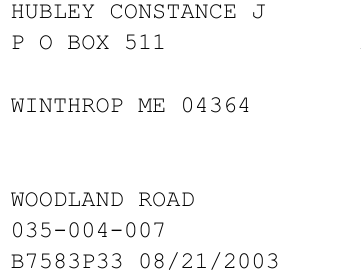 HUBLEY CONSTANCE J
P O BOX 511
WINTHROP ME 04364
WOODLAND ROAD
035-004-007
B7583P33 08/21/2003